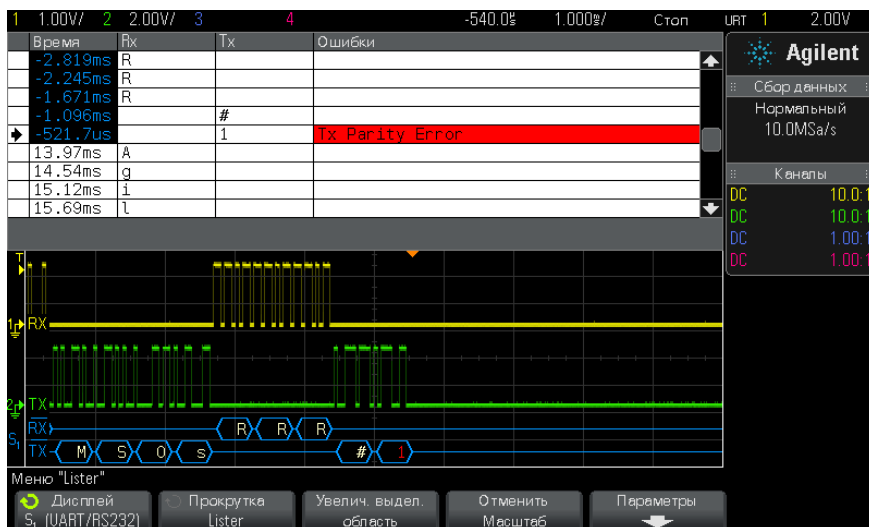 1 1.00V/ 2 2.00V/ 3 4 -540.0us 1.000ms/ Стоп URT 1 2.00V
Время Rx Tx Ошибки
-2.819ms R
-2.245ms R
-1.671ms R
-1.096ms #
-521.7us 1 Tx Parity Error
13.97ms A
14.54ms g
15.12ms i
15.69ms l
Agilent
Сбор данных
Нормальный
10.0MSa/s
Каналы
DC 10.0:1
DC 10.0:1
DC 1.00:1
DC 1.00:1
T
1 RX
2 TX
S1 RX R R R
TX M S O s # 1
Меню "Lister"
Дисплей
S1 (UART/RS232)
Прокрутка
Lister
Увелич. выдел.
область
Отменить
Масштаб
Параметры